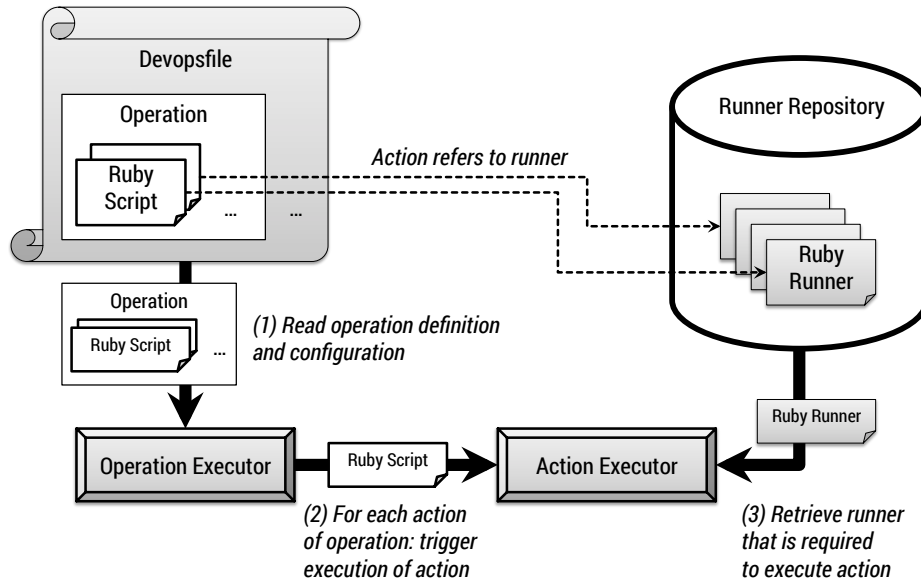 Devopsfile
Operation
Ruby
Script
...
...
Action refers to runner
Runner Repository
Ruby
Runner
Operation
Ruby Script
...
(1) Read operation definition
and configuration
Ruby Runner
Operation Executor
Ruby Script
Action Executor
(2) For each action
of operation: trigger
execution of action
(3) Retrieve runner
that is required
to execute action